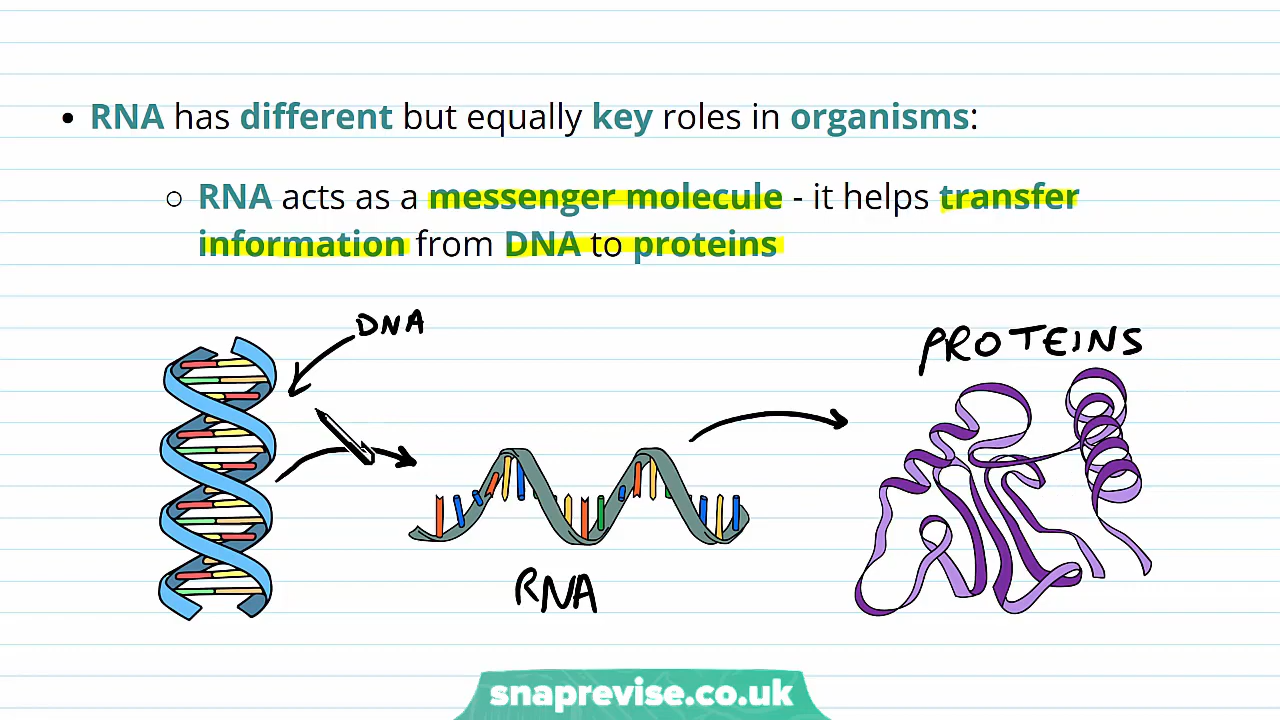 • RNA has different but equally key roles in organisms:
○ RNA acts as a messenger molecule - it helps transfer
information from DNA to proteins
DNA
PROTEINS
RNA
snaprevise.co.uk